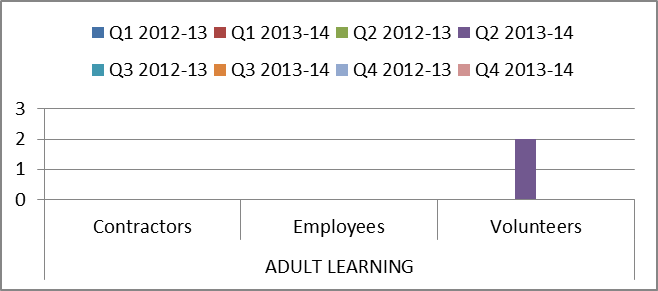 Q1 2012-13 Q1 2013-14 Q2 2012-13 Q2 2013-14
Q3 2012-13 Q3 2013-14 Q4 2012-13 Q4 2013-14
3
2
1
0
Contractors Employees Volunteers
ADULT LEARNING